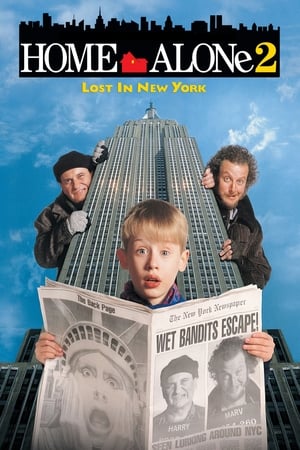 HOME ALONE 2
LOST IN NEW YORK
The Back Page
The New York Newspaper
WET BANDITS ESCAPE!
HARRY
MARV
SEEN LURKING AROUND NYC